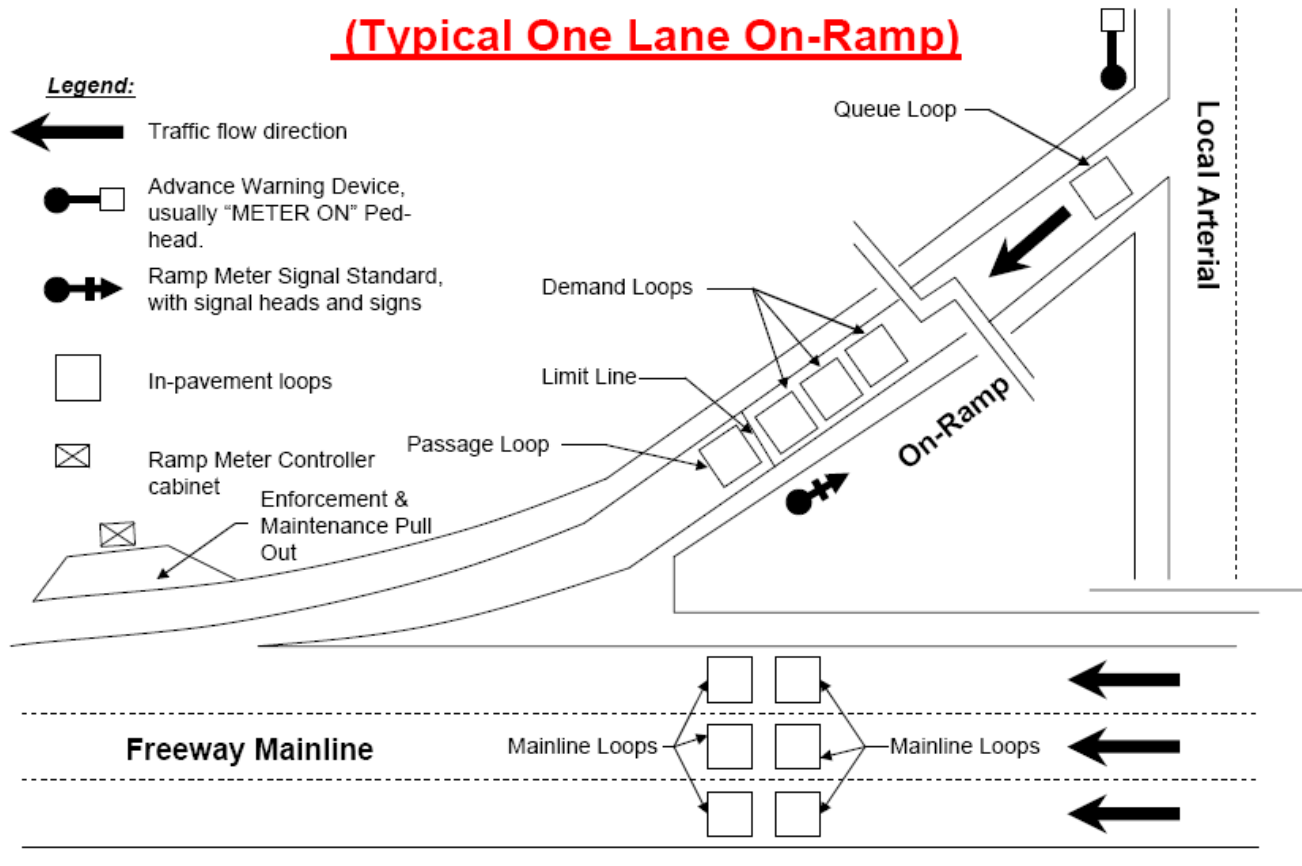 (Typical One Lane On-Ramp)
Legend:
Traffic flow direction
Advance Warning Device,
usually “METER ON” Ped-
head.
Ramp Meter Signal Standard,
with signal heads and signs
In-pavement loops
Ramp Meter Controller
cabinet
Enforcement &
Maintenance Pull
Out
Queue Loop
Local Arterial
Demand Loops
Limit Line
Passage Loop
On-Ramp
Freeway Mainline
Mainline Loops
Mainline Loops